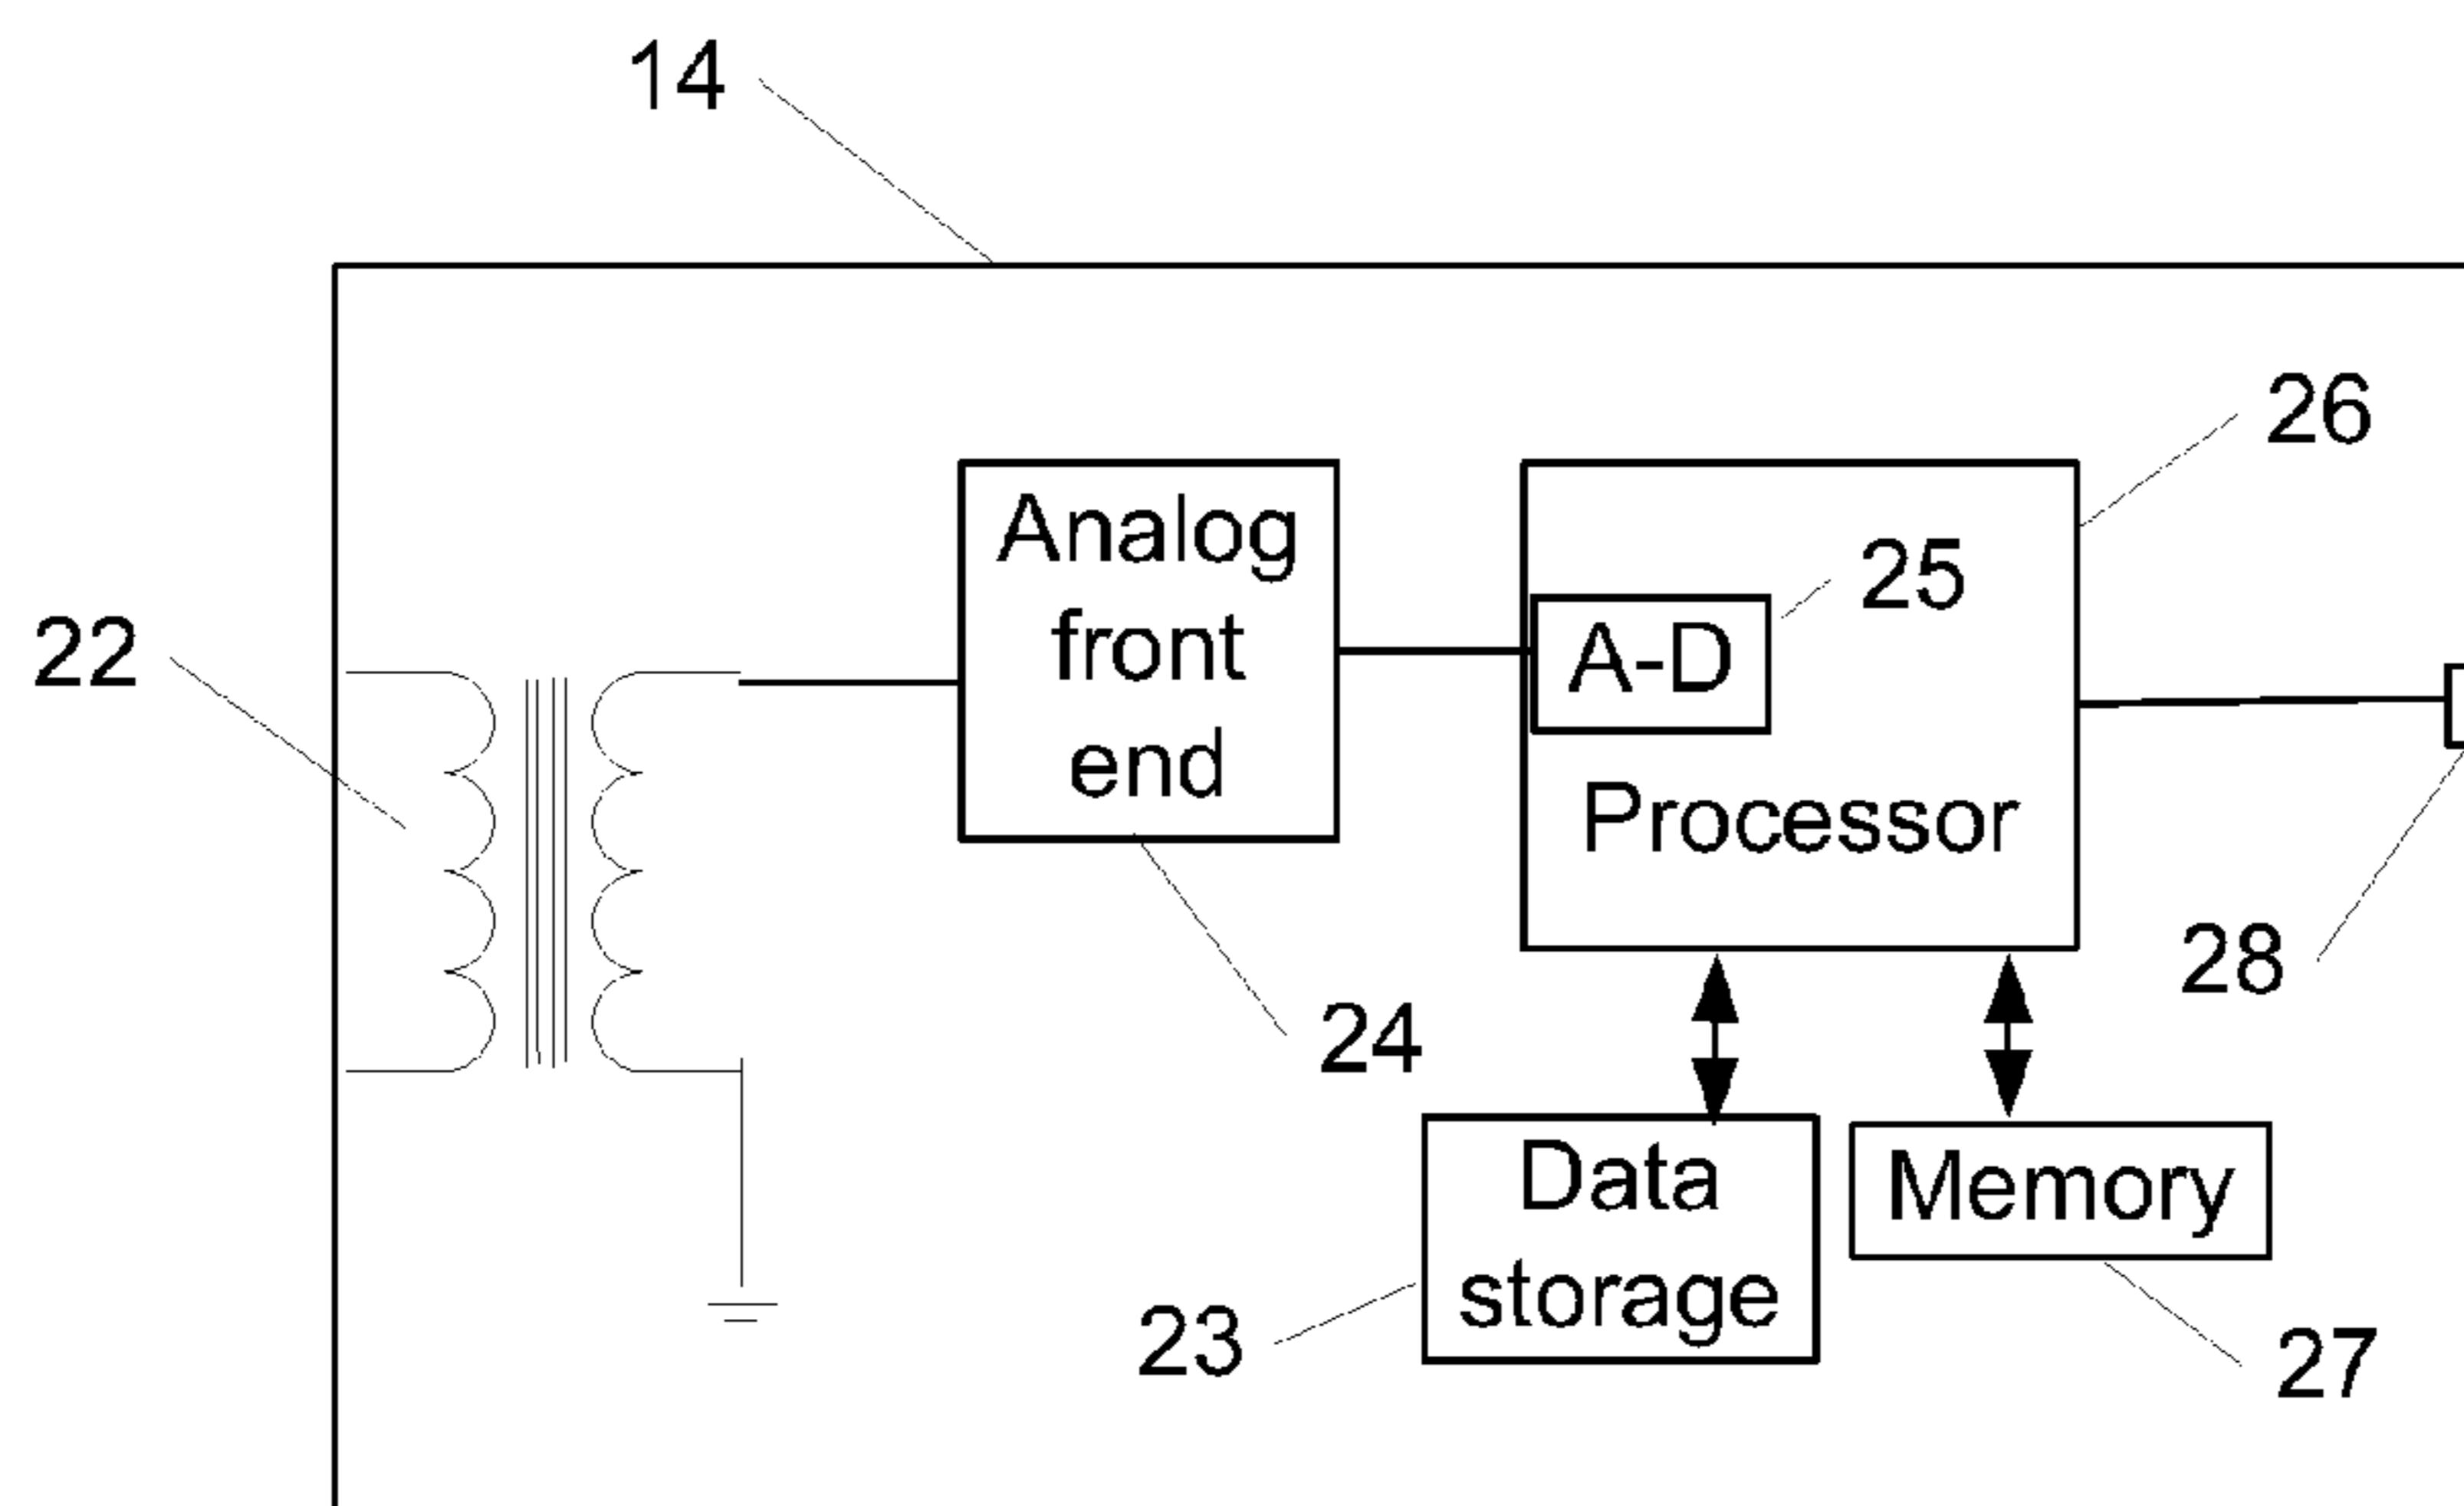 14
26
Analog
front
end
25
A-D
22
Processor
28
24
Data
storage
Memory
23
27